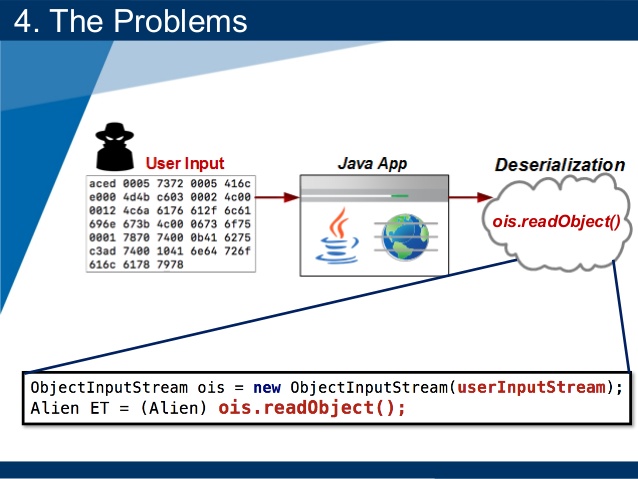 4. The Problems
User Input
Java App
Deserialization
aced 0005 7372 0005 416c
e000 4d4b c603 0002 4c00
0012 4c6a 6176 612f 6c61
696e 673b 4c00 0673 6f75
0001 7870 7400 0b41 6275
c3ad 7400 1041 6e64 726f
616c 6178 7978
ois.readObject()
ObjectInputStream ois = new ObjectInputStream(userInputStream);
Alien ET = (Alien) ois.readObject();